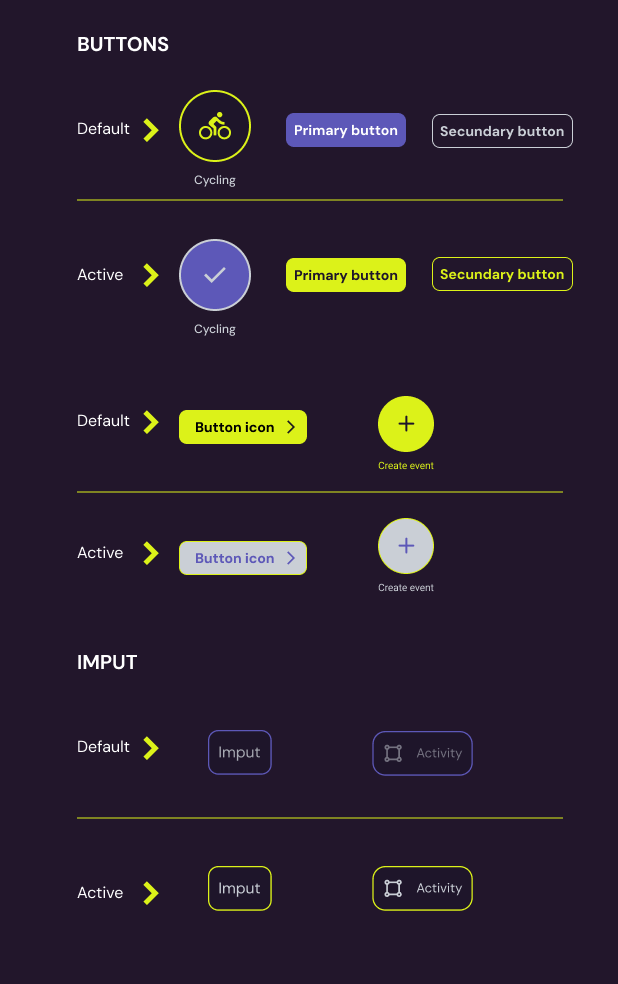 BUTTONS
Default
Primary button
Secundary button
Cycling
Active
Primary button
Secundary button
Cycling
Default
Button icon
Create event
Active
Button icon
Create event
IMPUT
Default
Imput
Activity
Active
Imput
Activity